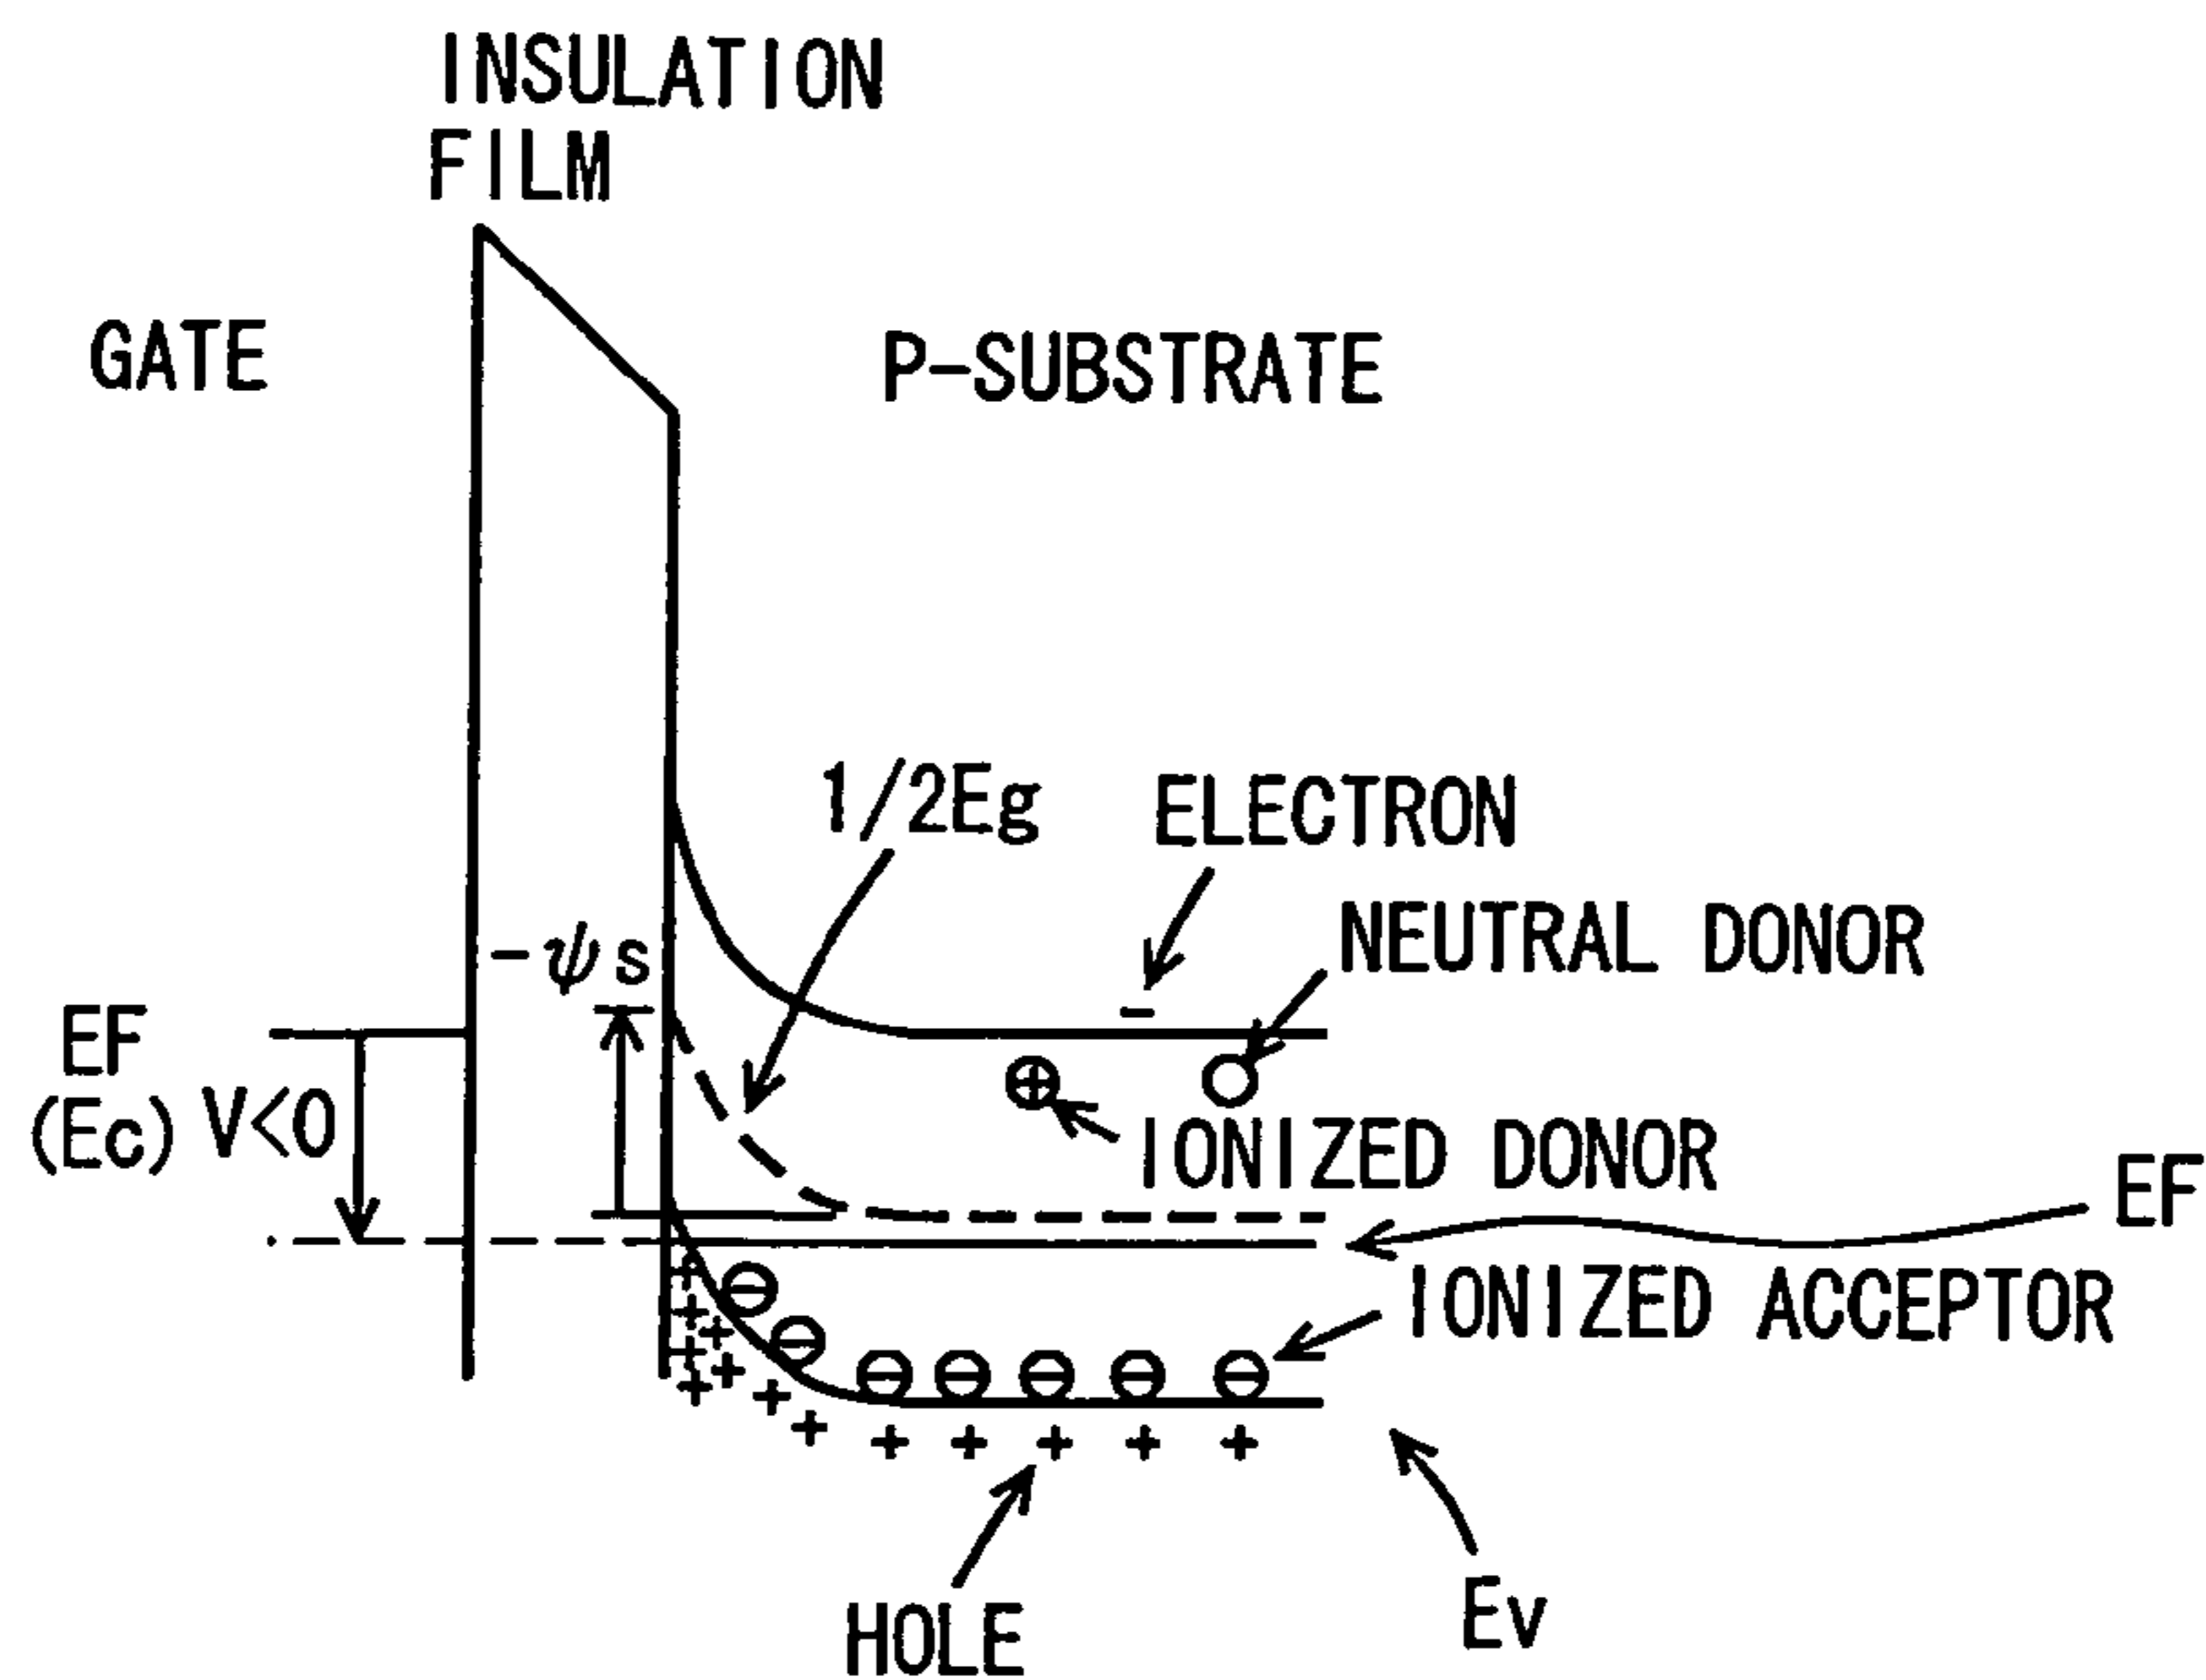 INSULATION
FILM
GATE
P-SUBSTRATE
1/2Eg
ELECTRON
NEUTRAL DONOR
-ψs
EF
(Ec)
V<0
IONIZED DONOR
EF
IONIZED ACCEPTOR
HOLE
Ev